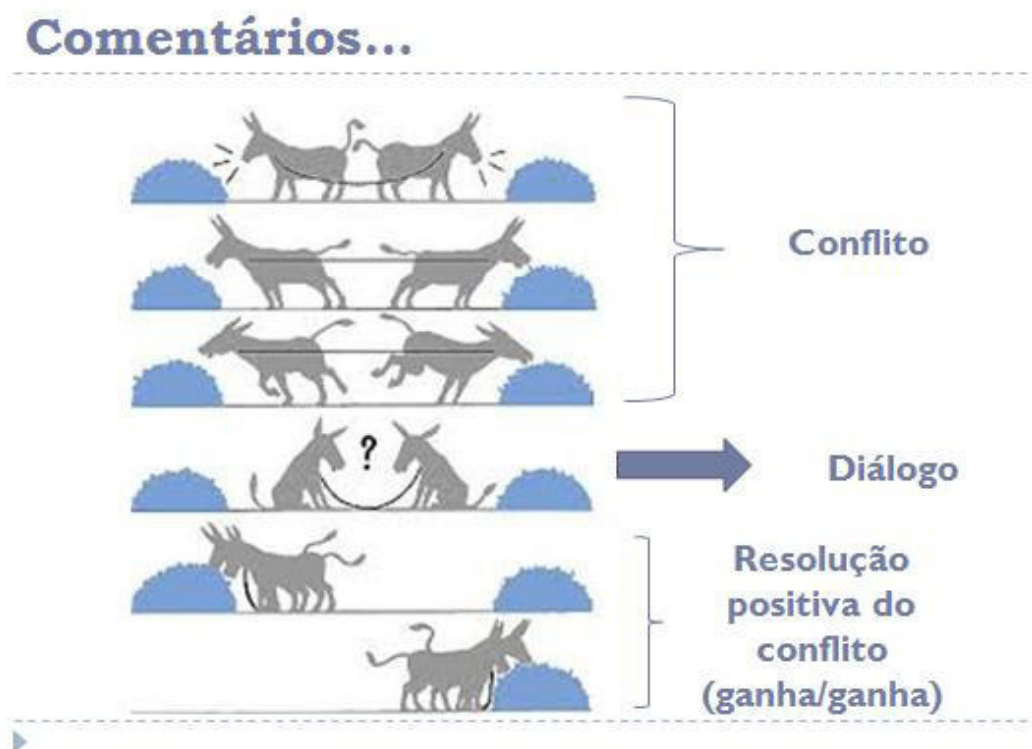 Comentários...
Conflito
?
Diálogo
Resolução
positiva do
conflito
(ganha/ganha)